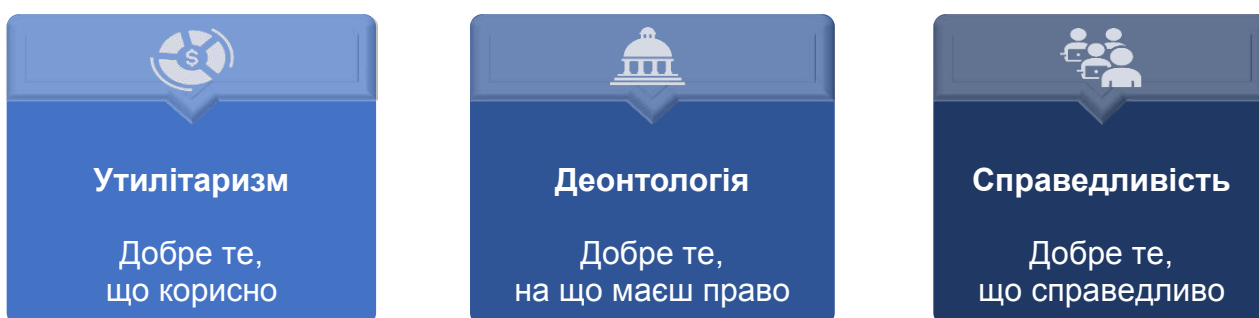 Утилітаризм
Добре те,
що корисно
Деонтологія
Добре те,
на що маєш право
Справедливість
Добре те,
що справедливо